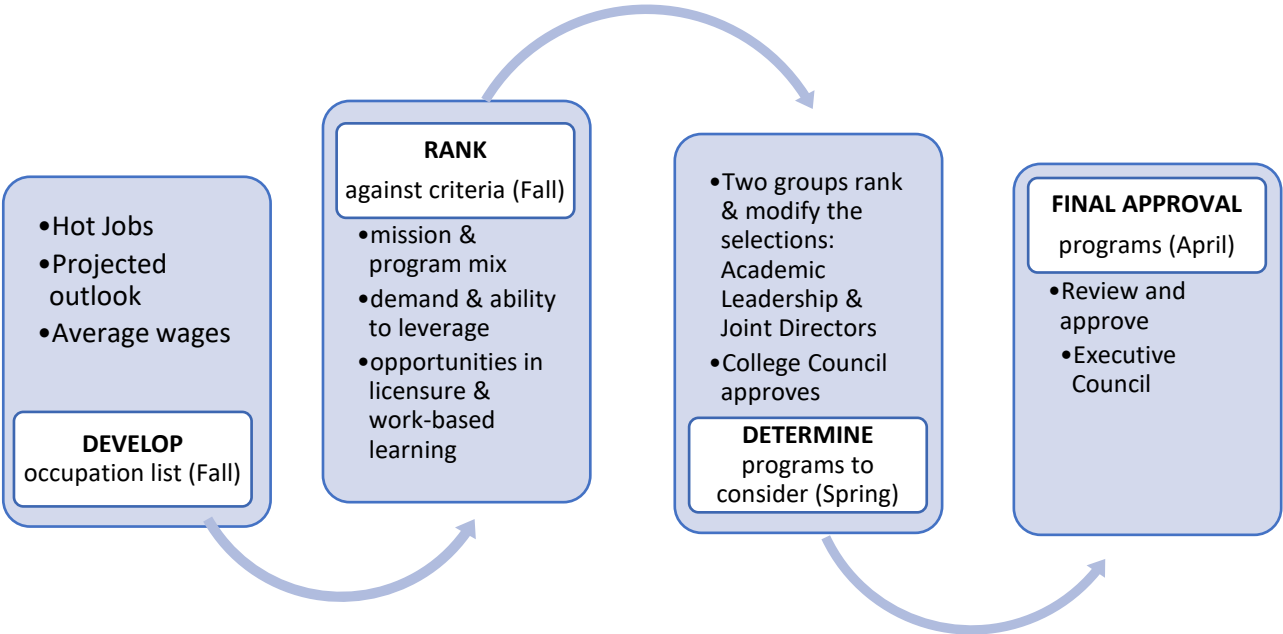 •Hot Jobs
•Projected
outlook
•Average wages
DEVELOP
occupation list (Fall)
RANK
against criteria (Fall)
•mission &
program mix
•demand & ability
to leverage
•opportunities in
licensure &
work-based
learning
•Two groups rank
& modify the
selections:
Academic
Leadership &
Joint Directors
•College Council
approves
DETERMINE
programs to
consider (Spring)
FINAL APPROVAL
programs (April)
•Review and
approve
•Executive
Council